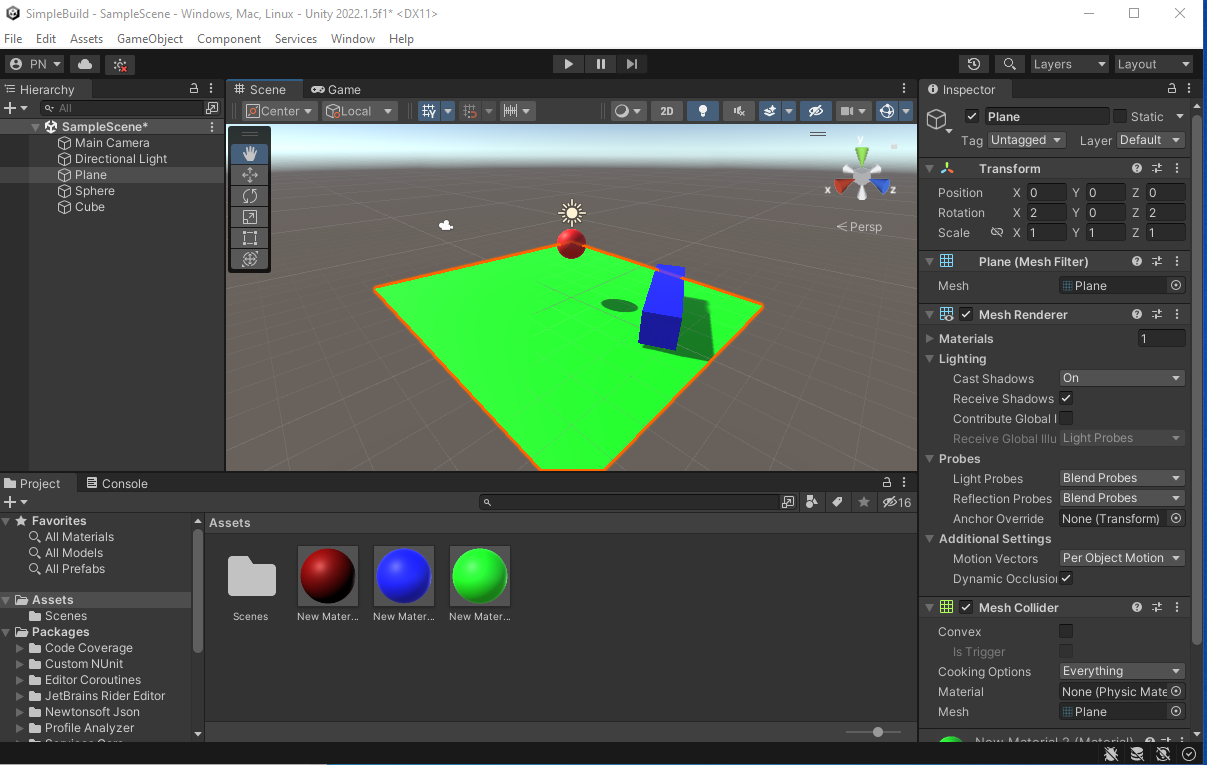 SimpleBuild - SampleScene - Windows, Mac, Linux - Unity 2022.1.5f1* <DX11>
File Edit Assets GameObject Component Services Window Help
PN Layers Layout
Hierarchy
All
SampleScene*
Main Camera
Directional Light
Plane
Sphere
Cube
Scene Game
Center Local 2D
y
x z
Persp
Inspector
Plane Static
Tag Untagged Layer Default
Transform
Position X 0 Y 0 Z 0
Rotation X 2 Y 0 Z 2
Scale X 1 Y 1 Z 1
Plane (Mesh Filter)
Mesh Plane
Mesh Renderer
Materials 1
Lighting
Cast Shadows On
Receive Shadows
Contribute Global I
Receive Global Illu Light Probes
Probes
Light Probes Blend Probes
Reflection Probes Blend Probes
Anchor Override None (Transform)
Additional Settings
Motion Vectors Per Object Motion
Dynamic Occlusion
Mesh Collider
Convex
Is Trigger
Cooking Options Everything
Material None (Physic Mate
Mesh Plane
New Material 2 (Material)
Project Console
16
Favorites
All Materials
All Models
All Prefabs
Assets
Scenes
Packages
Code Coverage
Custom NUnit
Editor Coroutines
JetBrains Rider Editor
Newtonsoft Json
Profile Analyzer
Services Core
Assets
Scenes New Mater... New Mater... New Mater...